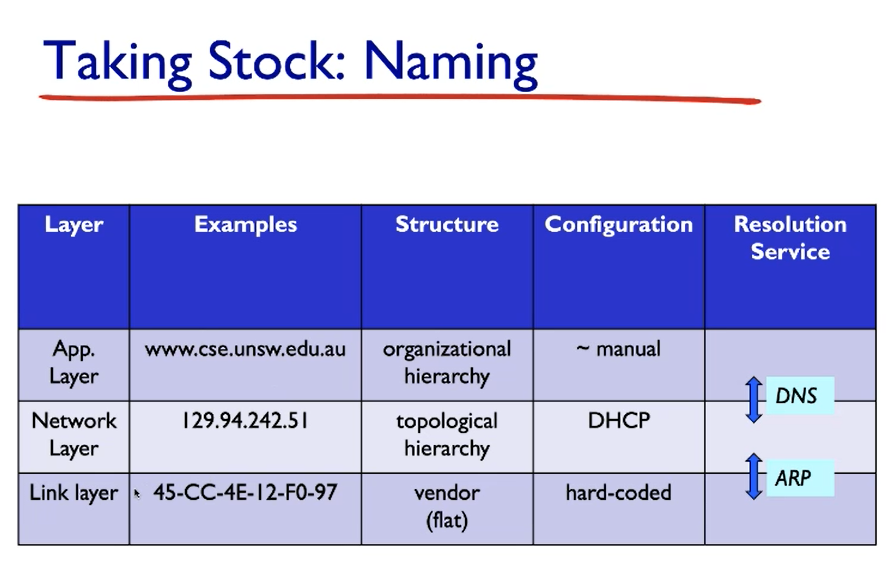 Taking Stock: Naming
Layer Examples Structure Configuration Resolution
Service
App. www.cse.unsw.edu.au organizational ~ manual
Layer hierarchy
DNS
Network 129.94.242.51 topological DHCP
Layer hierarchy
ARP
Link layer 45-CC-4E-12-F0-97 vendor hard-coded
(flat)